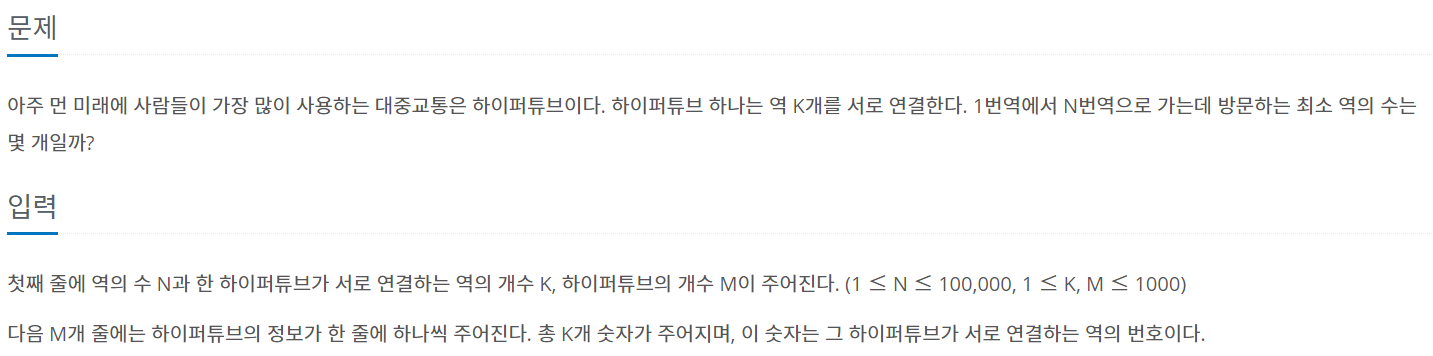 문제
아주 먼 미래에 사람들이 가장 많이 사용하는 대중교통은 하이퍼튜브이다. 하이퍼튜브 하나는 역 K개를 서로 연결한다. 1번역에서 N번역으로 가는데 방문하는 최소 역의 수는
몇 개일까?
입력
첫째 줄에 역의 수 N과 한 하이퍼튜브가 서로 연결하는 역의 개수 K, 하이퍼튜브의 개수 M이 주어진다. (1 ≤ N ≤ 100,000, 1 ≤ K, M ≤ 1000)
다음 M개 줄에는 하이퍼튜브의 정보가 한 줄에 하나씩 주어진다. 총 K개 숫자가 주어지며, 이 숫자는 그 하이퍼튜브가 서로 연결하는 역의 번호이다.